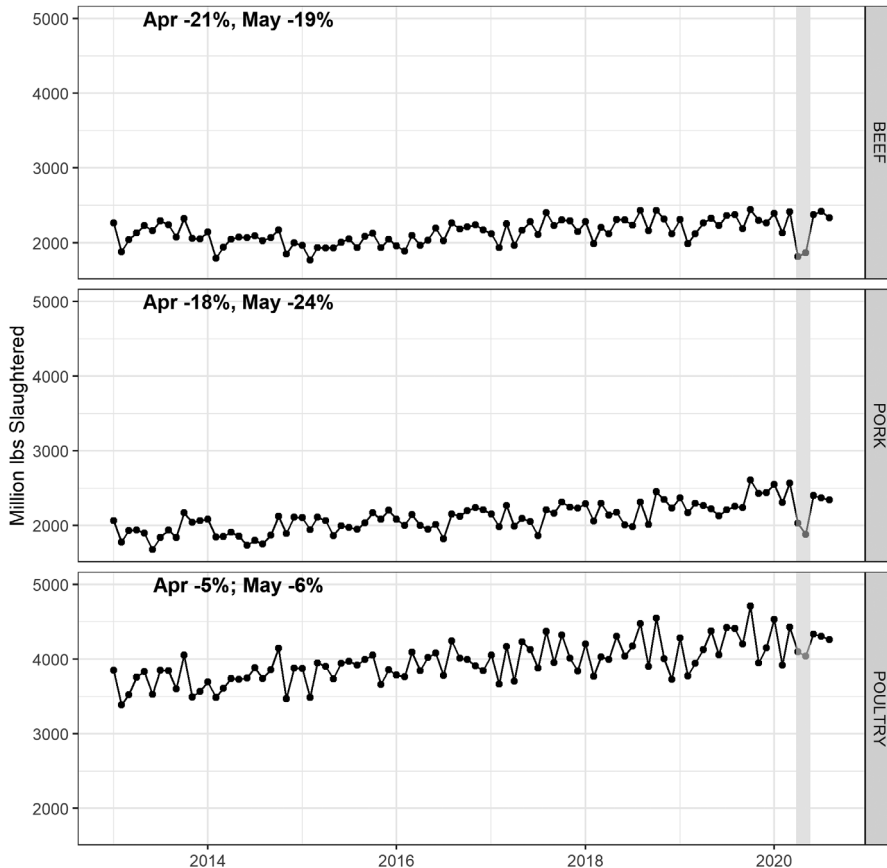 Apr -21%, May -19%
5000
4000
3000
2000
BEEF
Apr -18%, May -24%
5000
4000
3000
2000
PORK
Million lbs Slaughtered
Apr -5%; May -6%
5000
4000
3000
2000
POULTRY
2014
2016
2018
2020